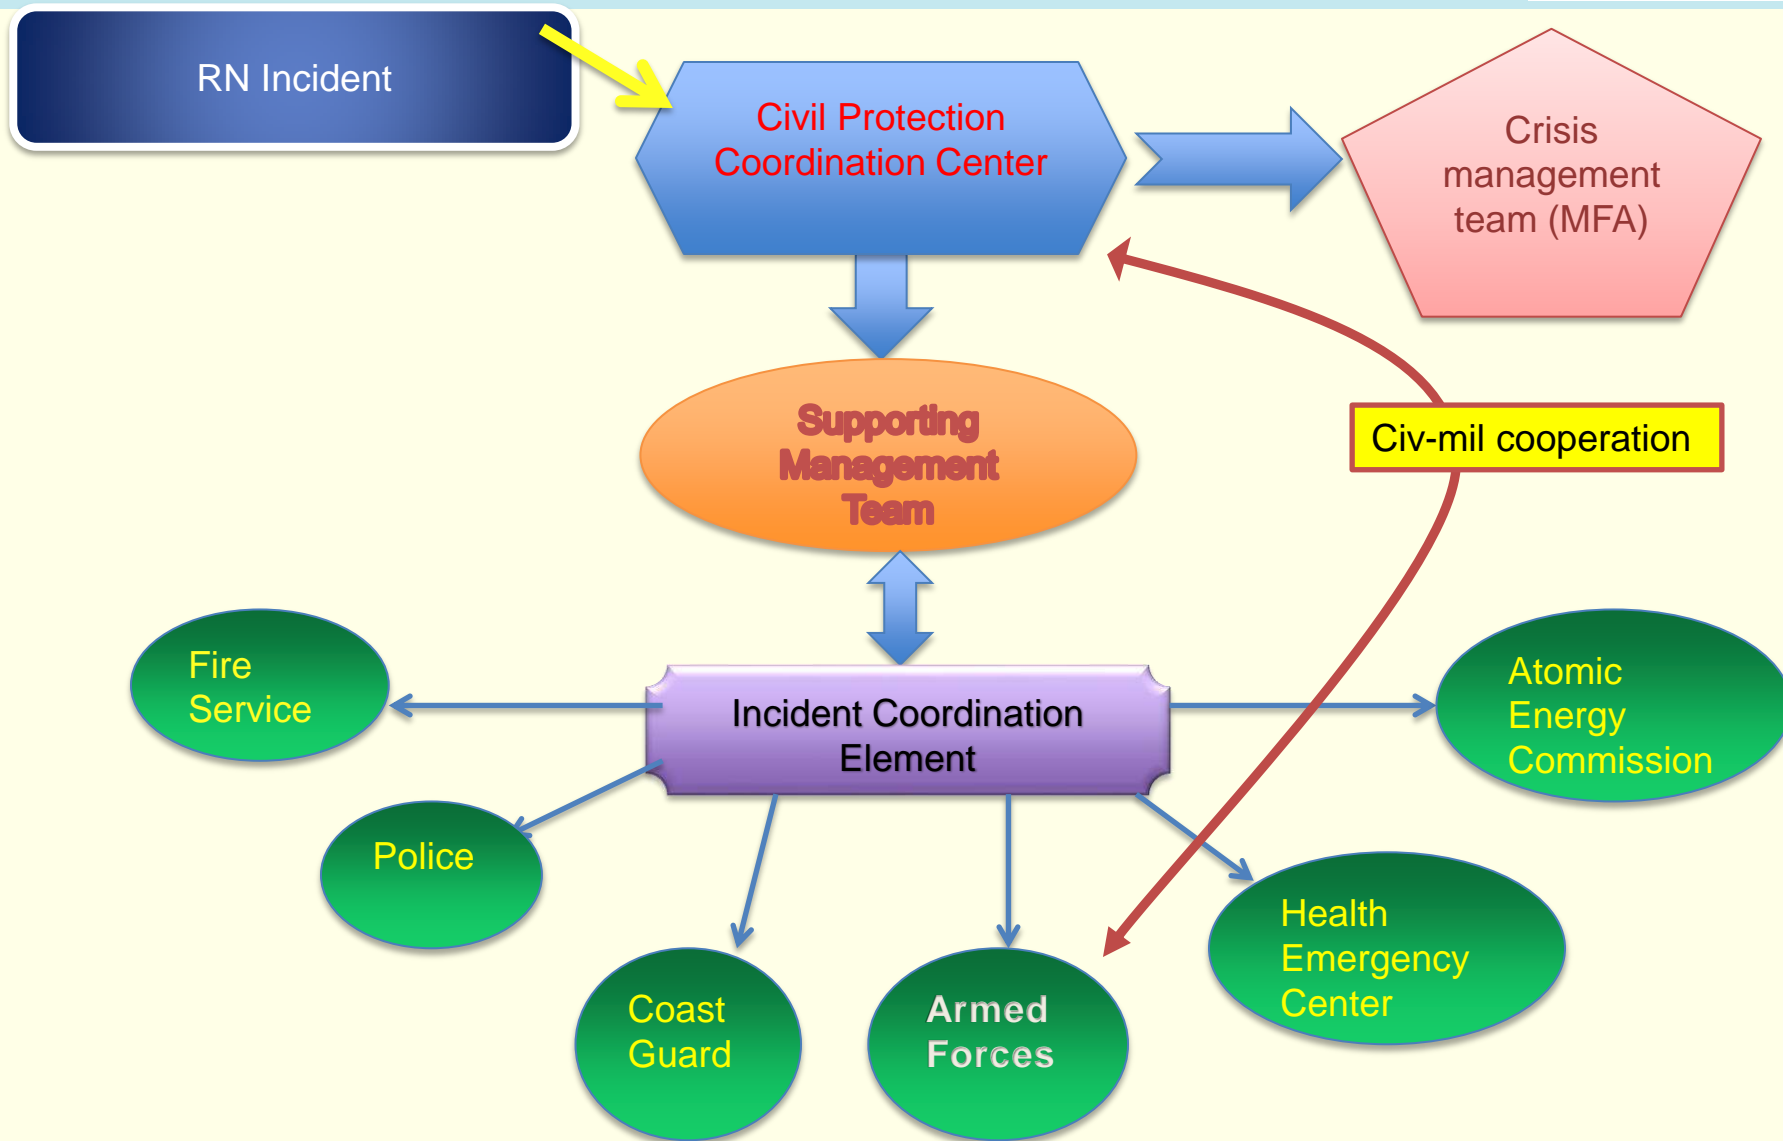 RN Incident
Civil Protection
Coordination Center
Crisis
management
team (MFA)
Supporting
Management
Team
Civ-mil cooperation
Fire
Service
Incident Coordination
Element
Atomic
Energy
Commission
Police
Health
Emergency
Center
Coast
Guard
Armed
Forces